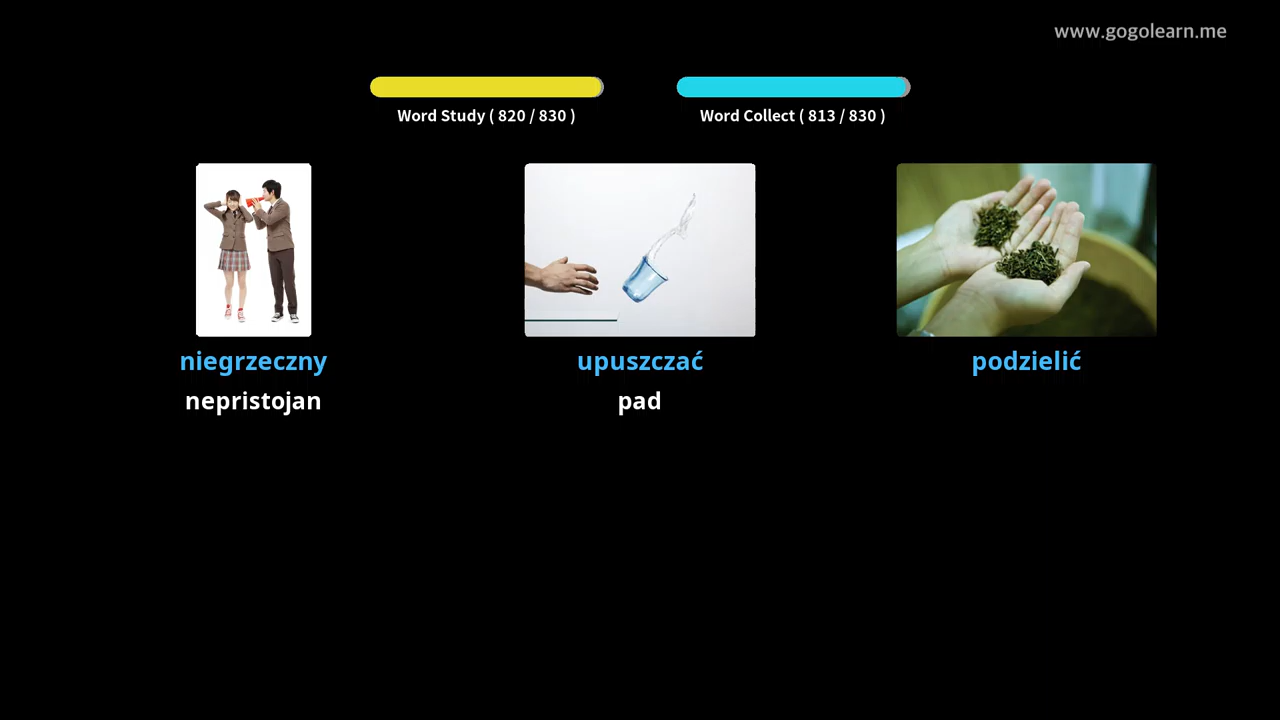 www.gogolearn.me
Word Study ( 820 / 830 )
Word Collect ( 813 / 830 )
niegrzeczny
upuszczać
podzielić
nepristojan
pad